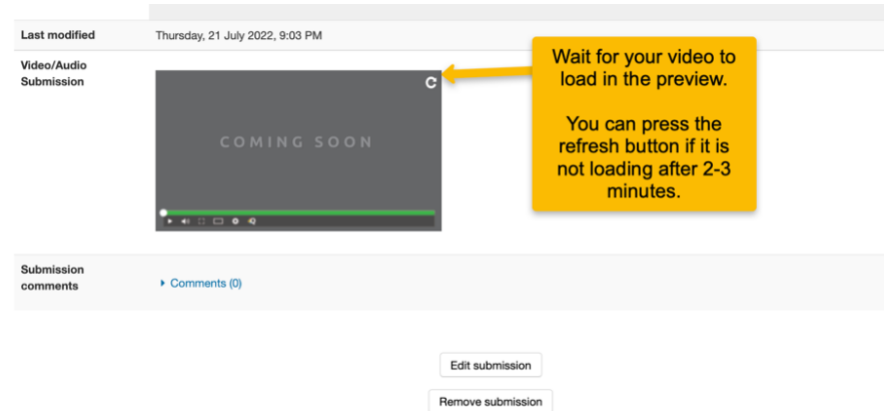 Last modified Thursday, 21 July 2022, 9:03 PM
Video/Audio
Submission
COMING SOON
Wait for your video to
load in the preview.
You can press the
refresh button if it is
not loading after 2-3
minutes.
Submission
comments
Comments (0)
Edit submission
Remove submission